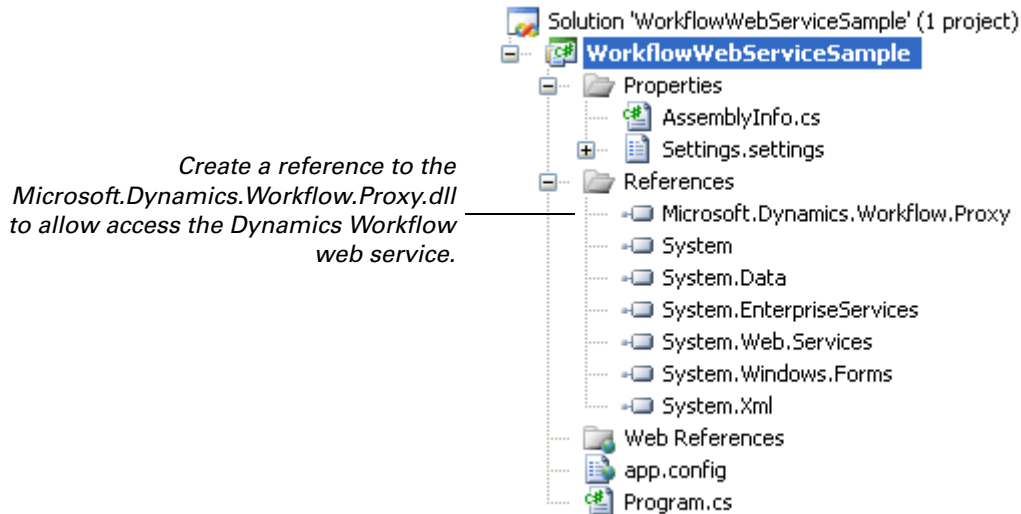 Solution 'WorkflowWebServiceSample' (1 project)
WorkflowWebServiceSample
Properties
AssemblyInfo.cs
Settings.settings
References
Microsoft.Dynamics.Workflow.Proxy
System
System.Data
System.EnterpriseServices
System.Web.Services
System.Windows.Forms
System.Xml
Web References
app.config
Program.cs
Create a reference to the
Microsoft.Dynamics.Workflow.Proxy.dll
to allow access the Dynamics Workflow
web service.